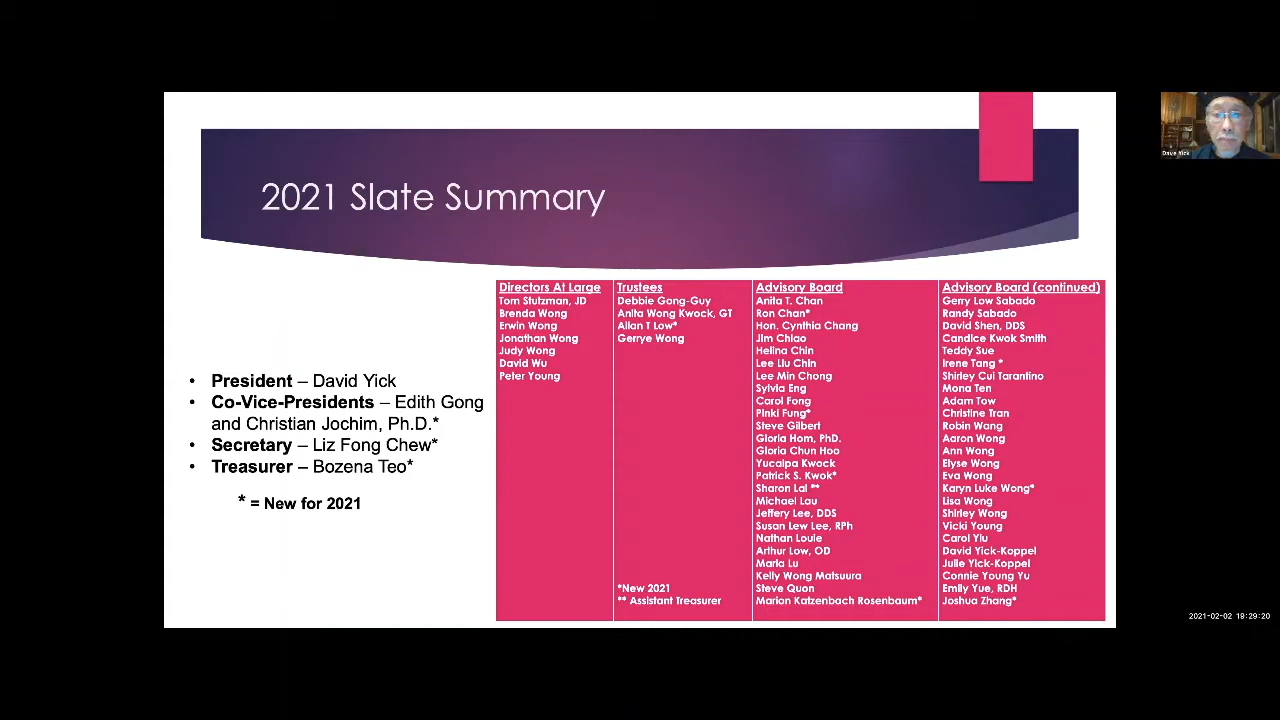 2021 Slate Summary
• President – David Yick
• Co-Vice-Presidents – Edith Gong
and Christian Jochim, Ph.D.*
• Secretary – Liz Fong Chew*
• Treasurer – Bozena Teo*
* = New for 2021
Directors At Large
Tom Stutzman, JD
Brenda Wong
Erwin Wong
Jonathan Wong
Judy Wong
David Wu
Peter Young
Trustees
Debbie Gong-Guy
Anita Wong Kwock, GT
Allan T Low*
Gerrye Wong
*New 2021
** Assistant Treasurer
Advisory Board
Anita T. Chan
Ron Chan*
Hon. Cynthia Chang
Jim Chiao
Helina Chin
Lee Liu Chin
Lee Min Chong
Sylvia Eng
Carol Fong
Pinki Fung*
Steve Gilbert
Gloria Hom, PhD.
Gloria Chun Hoo
Yucaipa Kwock
Patrick S. Kwok*
Sharon Lai **
Michael Lau
Jeffery Lee, DDS
Susan Lew Lee, RPh
Nathan Louie
Arthur Low, OD
Maria Lu
Kelly Wong Matsuura
Steve Quon
Marion Katzenbach Rosenbaum*
Advisory Board (continued)
Gerry Low Sabado
Randy Sabado
David Shen, DDS
Candice Kwok Smith
Teddy Sue
Irene Tang *
Shirley Cui Tarantino
Mona Ten
Adam Tow
Christine Tran
Robin Wang
Aaron Wong
Ann Wong
Elyse Wong
Eva Wong
Karyn Luke Wong*
Lisa Wong
Shirley Wong
Vicki Young
Carol Yiu
David Yick-Koppel
Julie Yick-Koppel
Connie Young Yu
Emily Yue, RDH
Joshua Zhang*
Dave Yick
2021-02-02 19:29:20